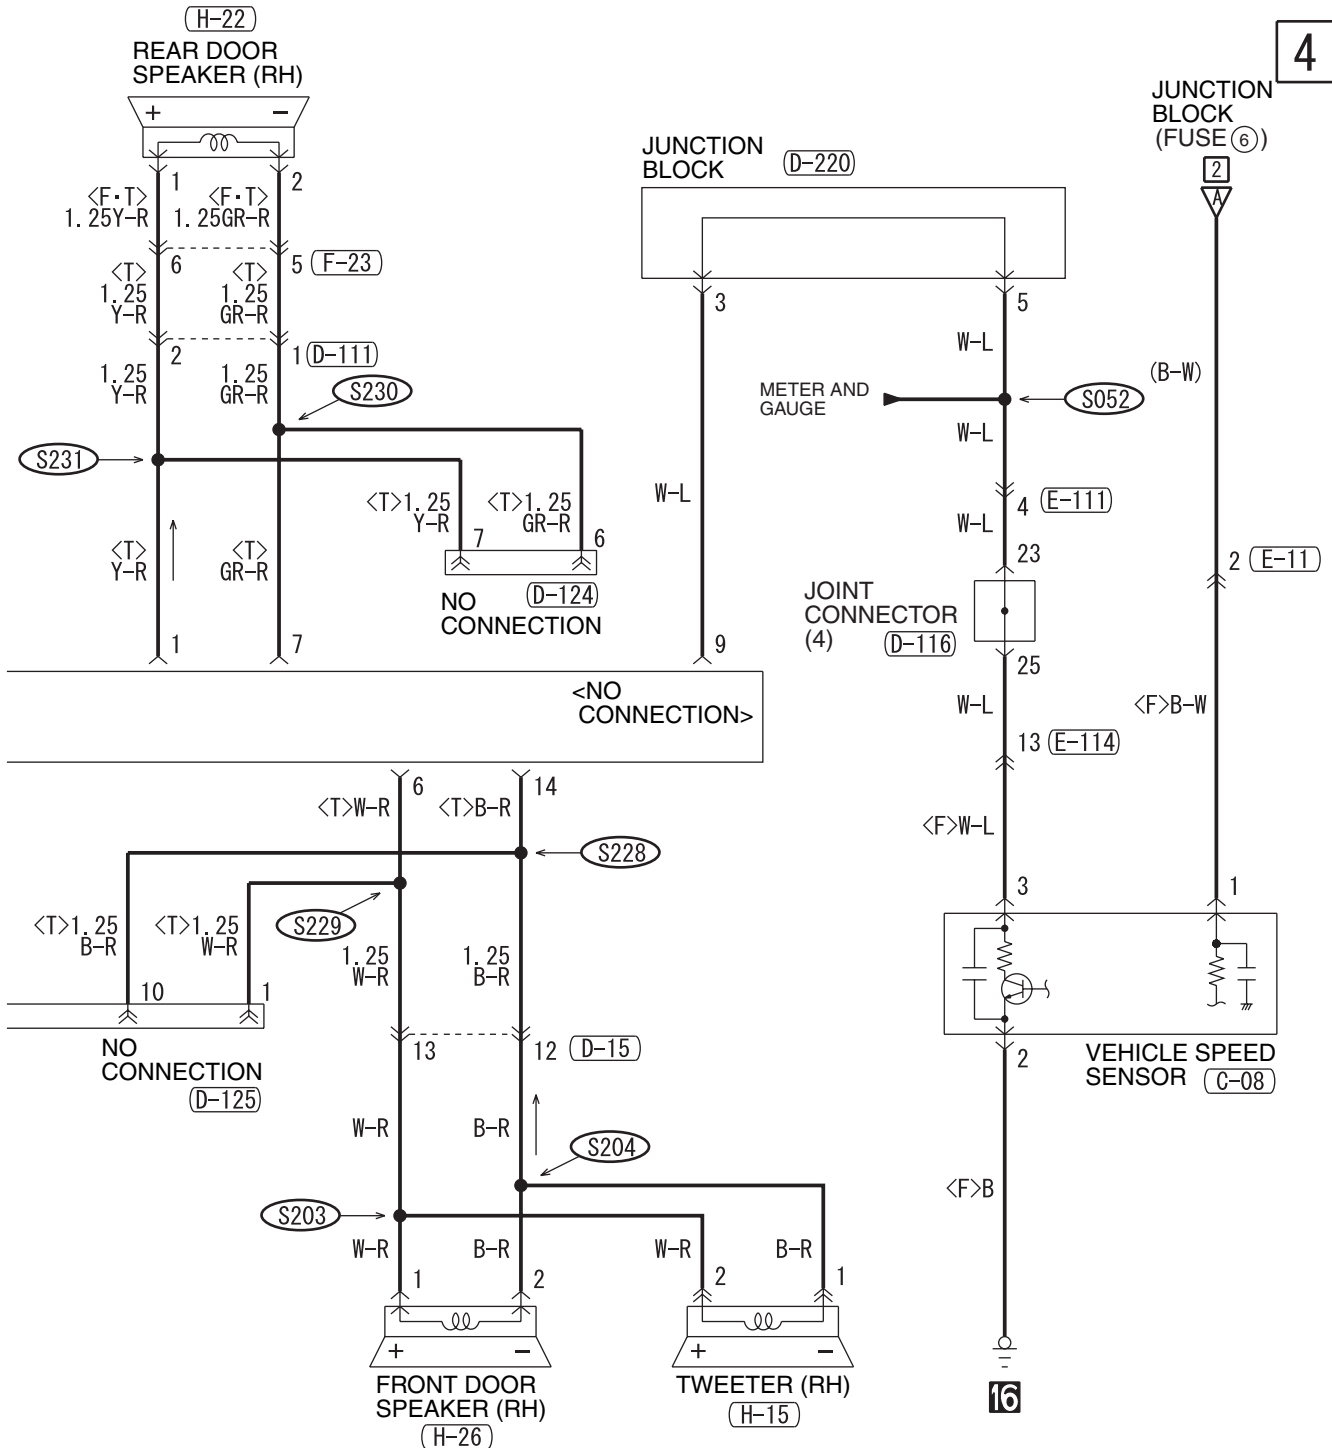 H-22
REAR DOOR
SPEAKER (RH)
+ −
1 2
<F·T> <F·T>
1.25Y-R 1.25GR-R
6 5 F-23
<T> <T>
1.25 1.25
Y-R GR-R
2 1 D-111
1.25 1.25
Y-R GR-R
S230
S231
<T>1.25 <T>1.25
Y-R GR-R
7 6
<T> <T>
Y-R GR-R
D-124
NO
CONNECTION
1 7
4
JUNCTION
BLOCK
(FUSE 6)
2
A
JUNCTION
BLOCK
D-220
3 5
W-L
(B-W)
METER AND
GAUGE
S052
W-L
W-L
4 E-111
W-L
23
2 E-11
JOINT
CONNECTOR
(4)
D-116
9
25
<NO
CONNECTION>
W-L
<F>B-W
13 E-114
6 14
<T>W-R <T>B-R
<F>W-L
S228
S229
3 1
<T>1.25 <T>1.25
B-R W-R
1.25 1.25
W-R B-R
10 1
NO
CONNECTION
D-125
13 12 D-15
2
VEHICLE SPEED
SENSOR C-08
W-R B-R
S204
<F>B
S203
W-R B-R W-R B-R
1 2 2 1
+ − + −
FRONT DOOR
SPEAKER (RH)
H-26
TWEETER (RH)
H-15
16